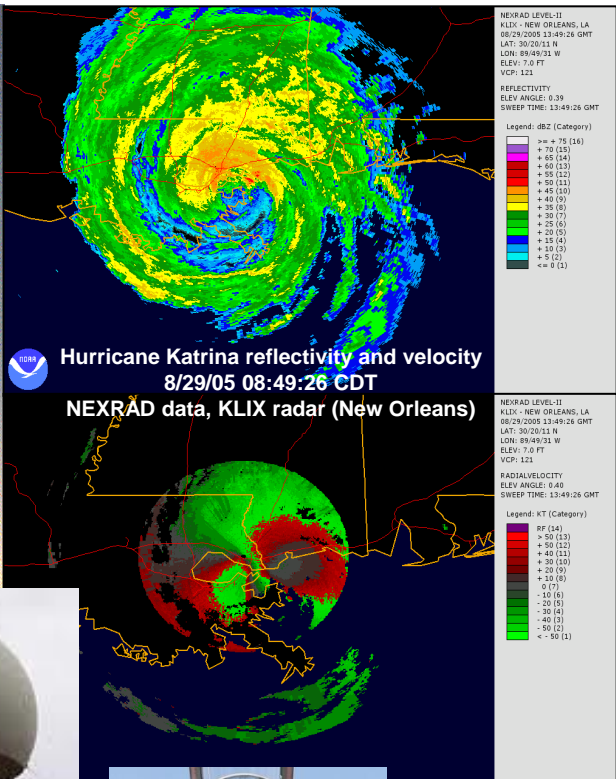 NEXRAD LEVEL-II
KLIX - NEW ORLEANS, LA
08/29/2005 13:49:26 GMT
LAT: 30/20/11 N
LON: 89/49/31 W
ELEV: 7.0 FT
VCP: 121
REFLECTIVITY
ELEV ANGLE: 0.39
SWEEP TIME: 13:49:26 GMT
Legend: dBZ (Category)
>= + 75 (16)
+ 70 (15)
+ 65 (14)
+ 60 (13)
+ 55 (12)
+ 50 (11)
+ 45 (10)
+ 40 (9)
+ 35 (8)
+ 30 (7)
+ 25 (6)
+ 20 (5)
+ 15 (4)
+ 10 (3)
+ 5 (2)
<= 0 (1)
NOAA
Hurricane Katrina reflectivity and velocity
8/29/05 08:49:26 CDT
NEXRAD data, KLIX radar (New Orleans)
NEXRAD LEVEL-II
KLIX - NEW ORLEANS, LA
08/29/2005 13:49:26 GMT
LAT: 30/20/11 N
LON: 89/49/31 W
ELEV: 7.0 FT
VCP: 121
RADIALVELOCITY
ELEV ANGLE: 0.40
SWEEP TIME: 13:49:26 GMT
Legend: KT (Category)
RF (14)
> 50 (13)
+ 50 (12)
+ 40 (11)
+ 30 (10)
+ 20 (9)
+ 10 (8)
0 (7)
- 10 (6)
- 20 (5)
- 30 (4)
- 40 (3)
- 50 (2)
< - 50 (1)